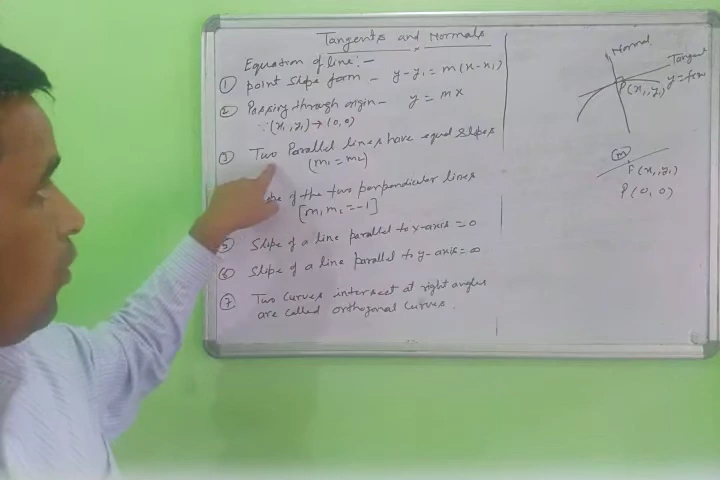 Tangents and Normals
Equation of line:-
① point slope form - y-y₁ = m(x-x₁)
② Passing through origin - y = mx
∵(x₁,y₁)→(0,0)
③ Two Parallel lines have equal slopes
(m₁=m₂)
of the two perpendicular lines
[m₁m₂=-1]
⑤ Slope of a line parallel to x-axis = 0
⑥ Slope of a line parallel to y-axis = ∞
⑦ Two Curves intersect at right angles
are called orthogonal curves.
Normal
Tangent
P(x₁,y₁)
m
P(x₁,y₁)
P(0,0)